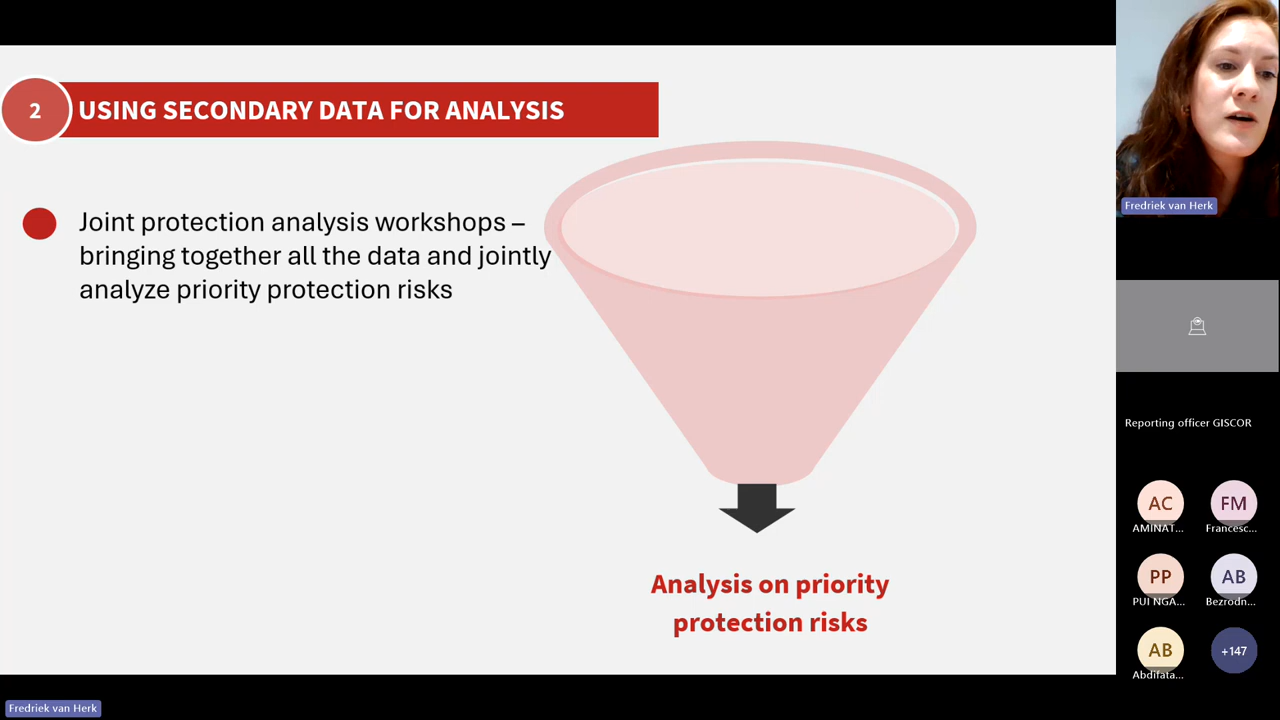 2
USING SECONDARY DATA FOR ANALYSIS
Joint protection analysis workshops –
bringing together all the data and jointly
analyze priority protection risks
Analysis on priority
protection risks
Fredriek van Herk
Reporting officer GISCOR
AC
AMINAT...
FM
Francesc...
PP
PUI NGA...
AB
Bezrodn...
AB
Abdifata...
+147
Fredriek van Herk